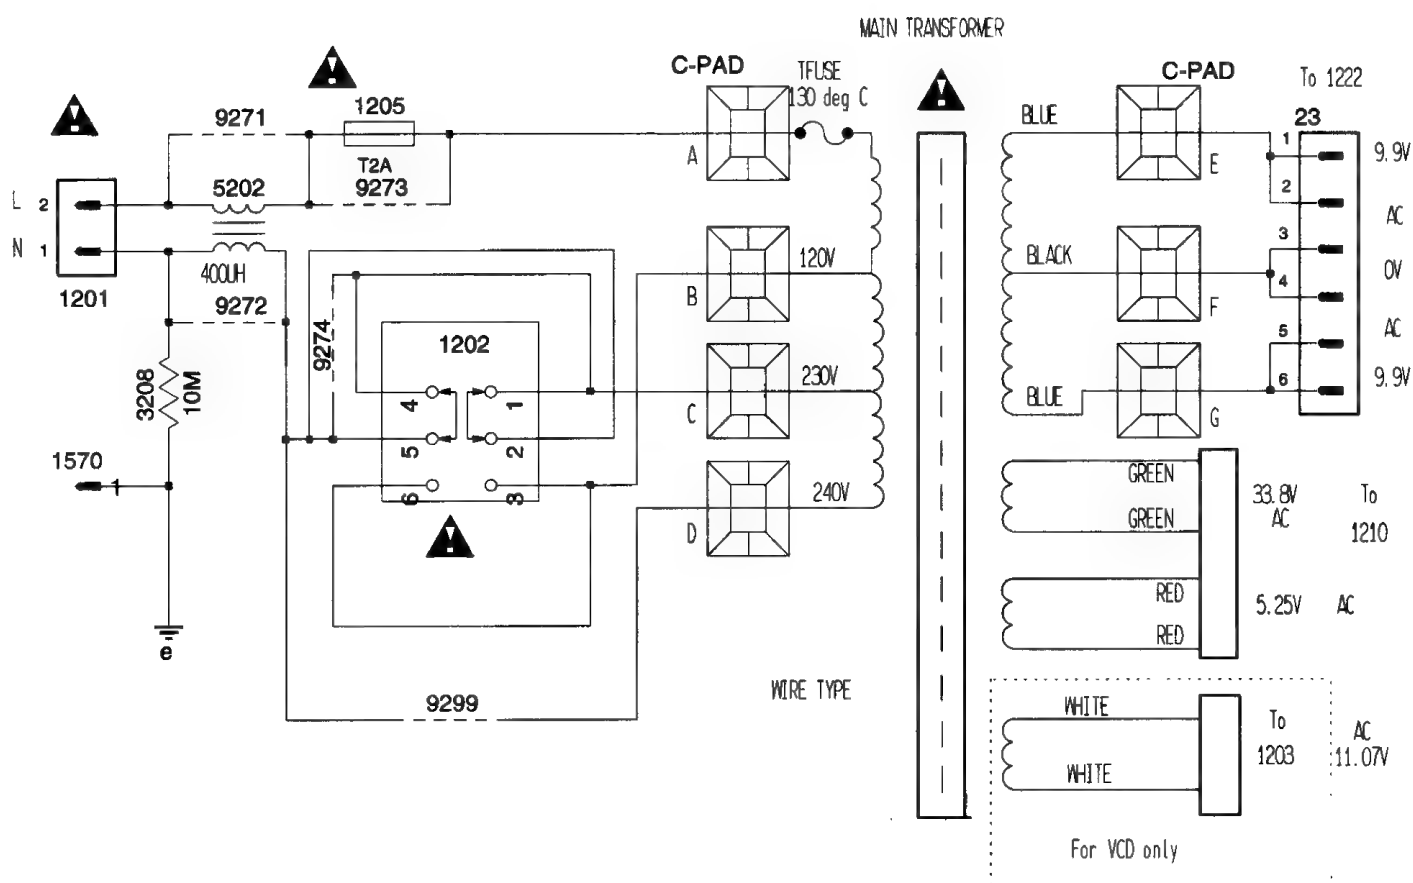 MAIN TRANSFORMER
C-PAD
TFUSE
130 deg C
C-PAD
To 1222
1205
T2A
9273
9271
5202
400UH
9272
L 2
N 1
1201
3208
10M
1570
1
e
9274
1202
4
5
6
1
2
3
9299
A
B
C
D
120V
230V
240V
WIRE TYPE
BLUE
BLACK
BLUE
E
F
G
23
1
2
3
4
5
6
9.9V
AC
0V
AC
9.9V
GREEN
GREEN
33.8V
AC
To
1210
RED
RED
5.25V AC
WHITE
WHITE
To
1203
AC
11.07V
For VCD only